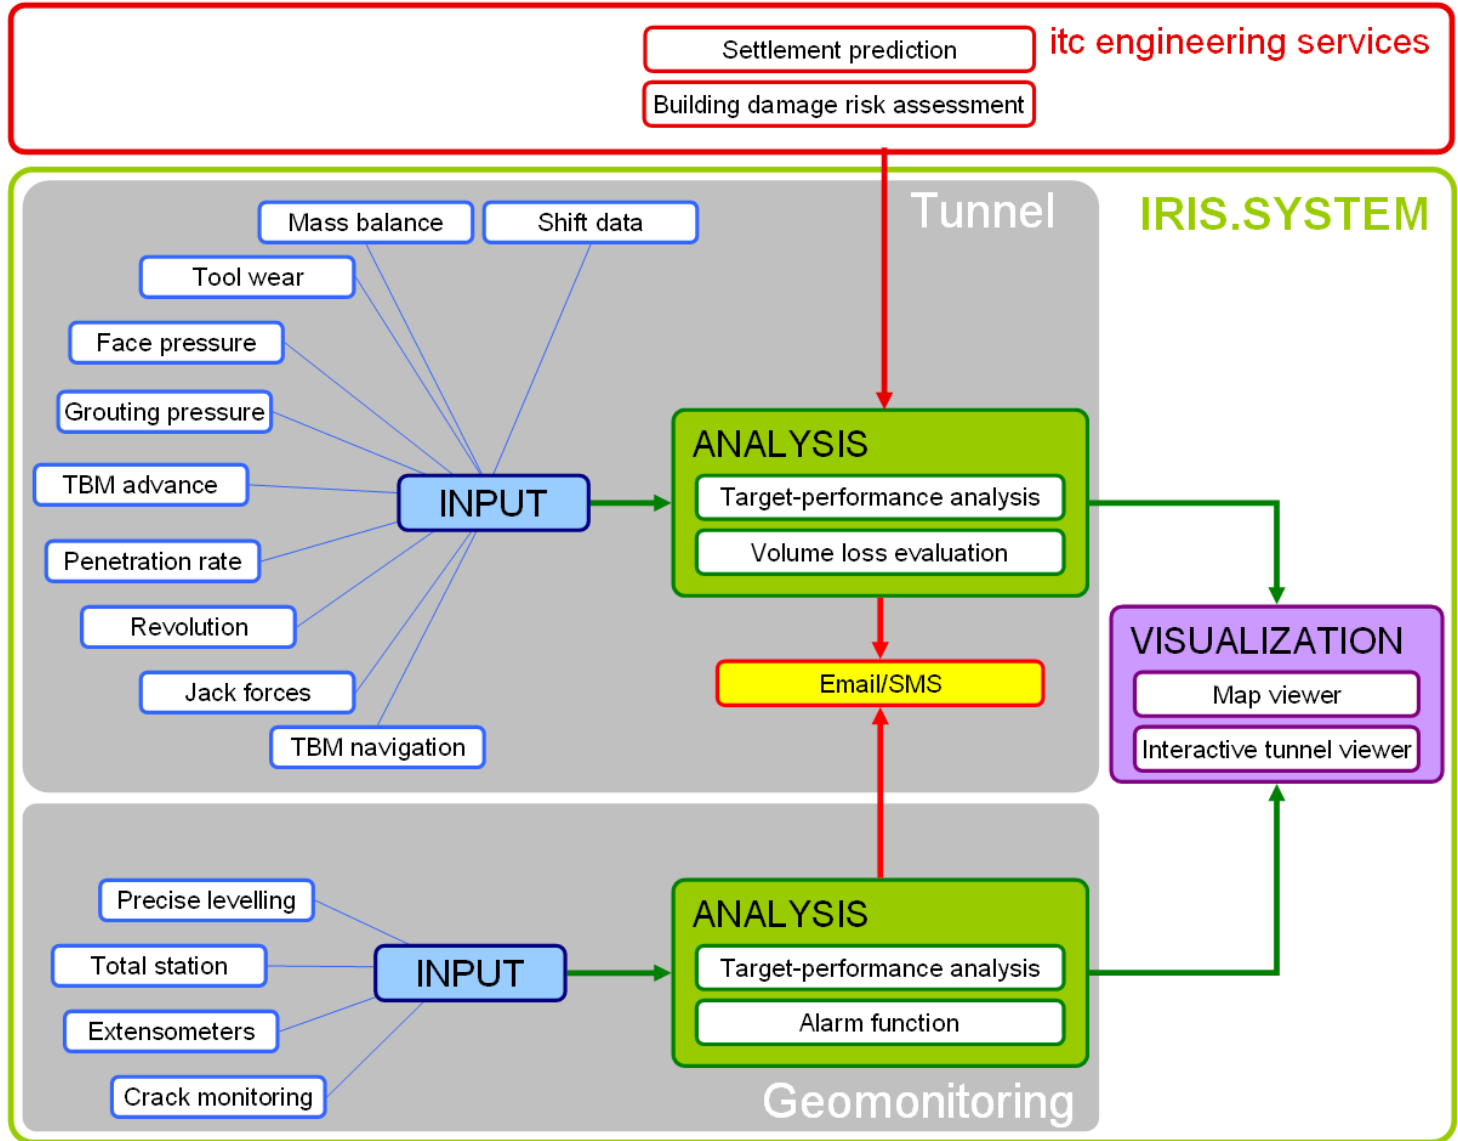 Settlement prediction
itc engineering services
Building damage risk assessment
Tunnel
IRIS.SYSTEM
Mass balance
Shift data
Tool wear
Face pressure
Grouting pressure
TBM advance
Penetration rate
Revolution
Jack forces
TBM navigation
INPUT
ANALYSIS
Target-performance analysis
Volume loss evaluation
Email/SMS
VISUALIZATION
Map viewer
Interactive tunnel viewer
Precise levelling
Total station
Extensometers
Crack monitoring
INPUT
ANALYSIS
Target-performance analysis
Alarm function
Geomonitoring